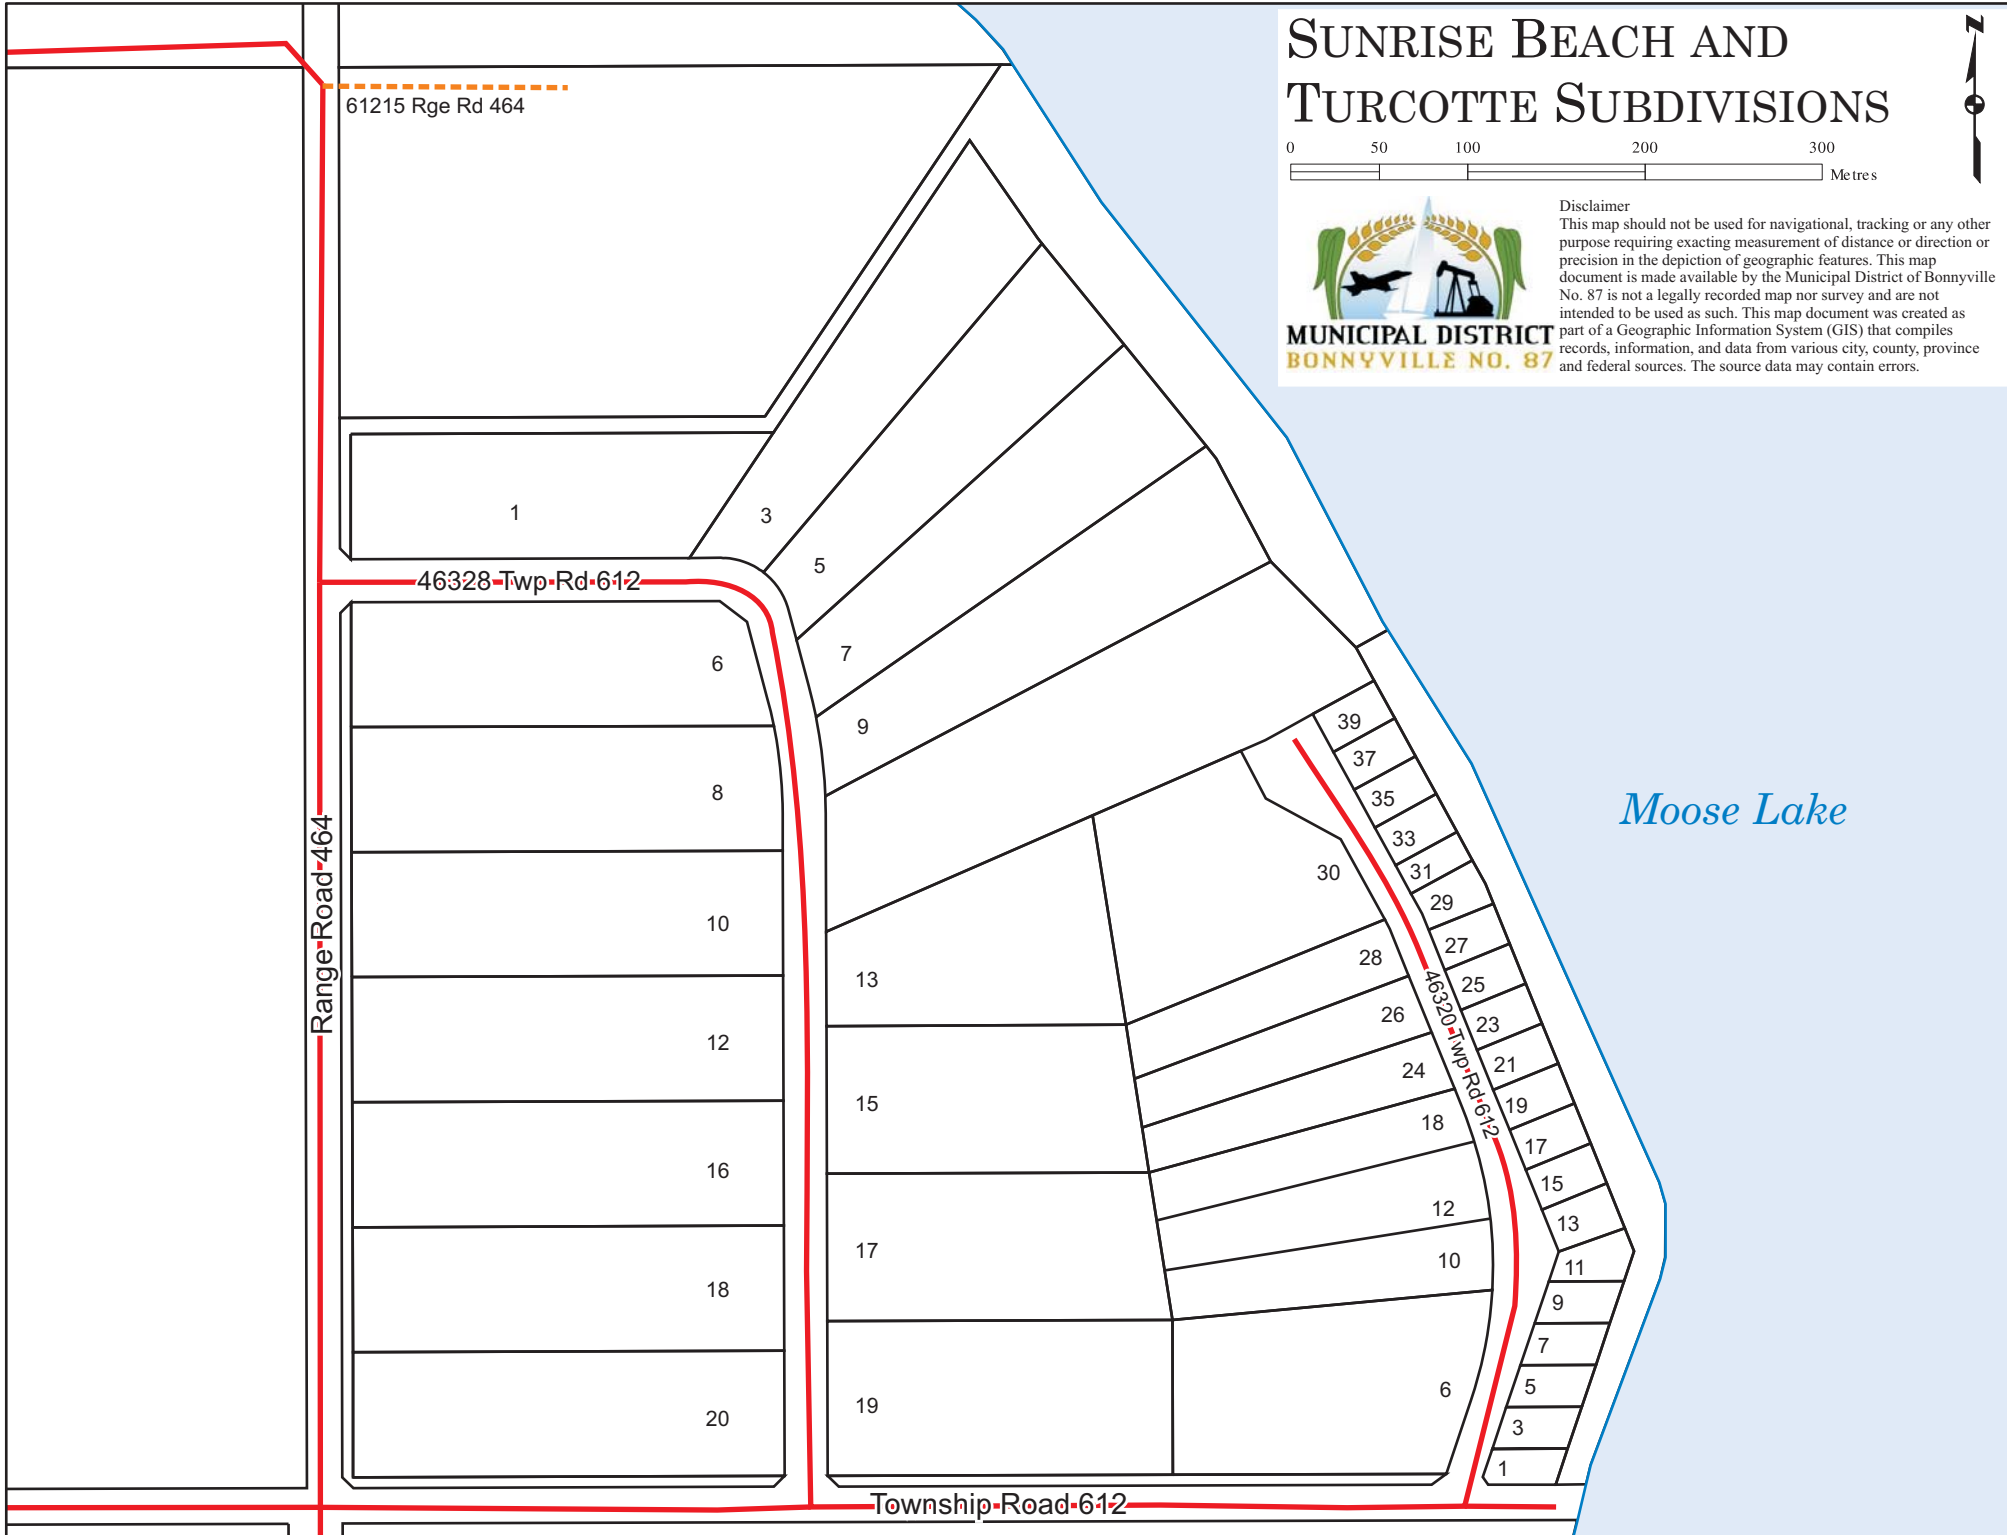 SUNRISE BEACH AND
TURCOTTE SUBDIVISIONS
N
0 50 100 200 300
Metres
Disclaimer
This map should not be used for navigational, tracking or any other
purpose requiring exacting measurement of distance or direction or
precision in the depiction of geographic features. This map
document is made available by the Municipal District of Bonnyville
No. 87 is not a legally recorded map nor survey and are not
intended to be used as such. This map document was created as
part of a Geographic Information System (GIS) that compiles
records, information, and data from various city, county, province
and federal sources. The source data may contain errors.
MUNICIPAL DISTRICT
BONNYVILLE NO. 87
61215 Rge Rd 464
1
3
5
46328 Twp Rd 612
7
9
6
8
10
12
16
18
20
Range Road 464
13
15
17
19
30
28
26
24
18
12
10
6
46320 Twp Rd 612
39
37
35
33
31
29
27
25
23
21
19
17
15
13
11
9
7
5
3
1
Moose Lake
Township Road 612